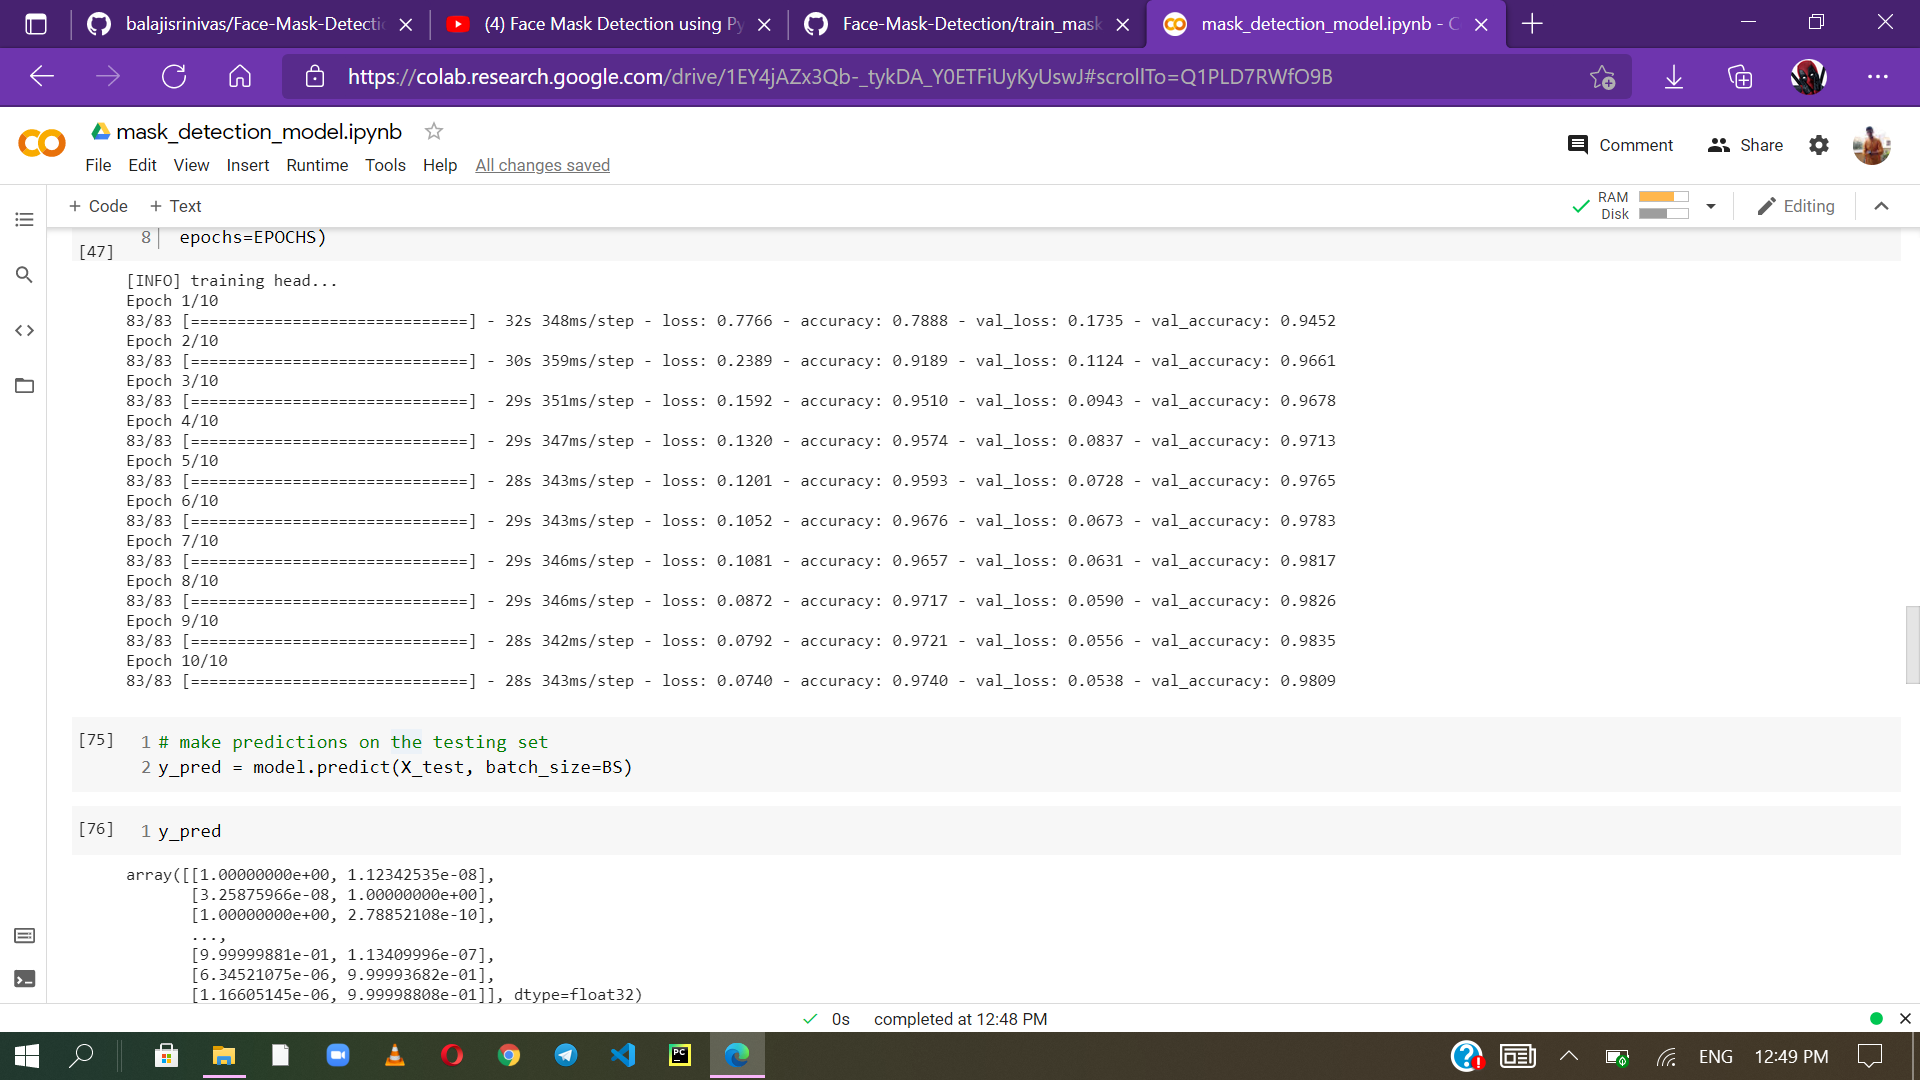 balajisrinivas/Face-Mask-Detecti
(4) Face Mask Detection using Py
Face-Mask-Detection/train_mask
mask_detection_model.ipynb - C
https://colab.research.google.com/drive/1EY4jAZx3Qb-_tykDA_Y0ETFiUyKyUswJ#scrollTo=Q1PLD7RWfO9B
mask_detection_model.ipynb
Comment
Share
File Edit View Insert Runtime Tools Help All changes saved
+ Code + Text
RAM
Disk
Editing
8 epochs=EPOCHS)
[47]
[INFO] training head...
Epoch 1/10
83/83 [==============================] - 32s 348ms/step - loss: 0.7766 - accuracy: 0.7888 - val_loss: 0.1735 - val_accuracy: 0.9452
Epoch 2/10
83/83 [==============================] - 30s 359ms/step - loss: 0.2389 - accuracy: 0.9189 - val_loss: 0.1124 - val_accuracy: 0.9661
Epoch 3/10
83/83 [==============================] - 29s 351ms/step - loss: 0.1592 - accuracy: 0.9510 - val_loss: 0.0943 - val_accuracy: 0.9678
Epoch 4/10
83/83 [==============================] - 29s 347ms/step - loss: 0.1320 - accuracy: 0.9574 - val_loss: 0.0837 - val_accuracy: 0.9713
Epoch 5/10
83/83 [==============================] - 28s 343ms/step - loss: 0.1201 - accuracy: 0.9593 - val_loss: 0.0728 - val_accuracy: 0.9765
Epoch 6/10
83/83 [==============================] - 29s 343ms/step - loss: 0.1052 - accuracy: 0.9676 - val_loss: 0.0673 - val_accuracy: 0.9783
Epoch 7/10
83/83 [==============================] - 29s 346ms/step - loss: 0.1081 - accuracy: 0.9657 - val_loss: 0.0631 - val_accuracy: 0.9817
Epoch 8/10
83/83 [==============================] - 29s 346ms/step - loss: 0.0872 - accuracy: 0.9717 - val_loss: 0.0590 - val_accuracy: 0.9826
Epoch 9/10
83/83 [==============================] - 28s 342ms/step - loss: 0.0792 - accuracy: 0.9721 - val_loss: 0.0556 - val_accuracy: 0.9835
Epoch 10/10
83/83 [==============================] - 28s 343ms/step - loss: 0.0740 - accuracy: 0.9740 - val_loss: 0.0538 - val_accuracy: 0.9809
[75] 1 # make predictions on the testing set
2 y_pred = model.predict(X_test, batch_size=BS)
[76] 1 y_pred
array([[1.00000000e+00, 1.12342535e-08],
[3.25875966e-08, 1.00000000e+00],
[1.00000000e+00, 2.78852108e-10],
...,
[9.99999881e-01, 1.13409996e-07],
[6.34521075e-06, 9.99993682e-01],
[1.16605145e-06, 9.99998808e-01]], dtype=float32)
0s completed at 12:48 PM
PC
ENG 12:49 PM